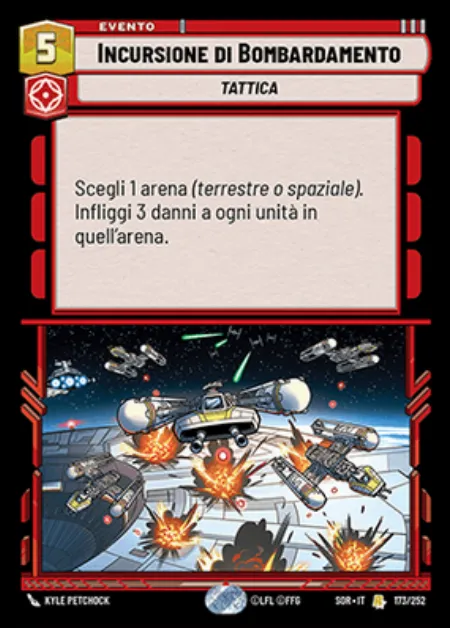 EVENTO
5
INCURSIONE DI BOMBARDAMENTO
TATTICA
Scegli 1 arena (terrestre o spaziale).
Infliggi 3 danni a ogni unità in
quell'arena.
KYLE PETCHOCK
©LFL ©FFG
SOR•IT
173/252